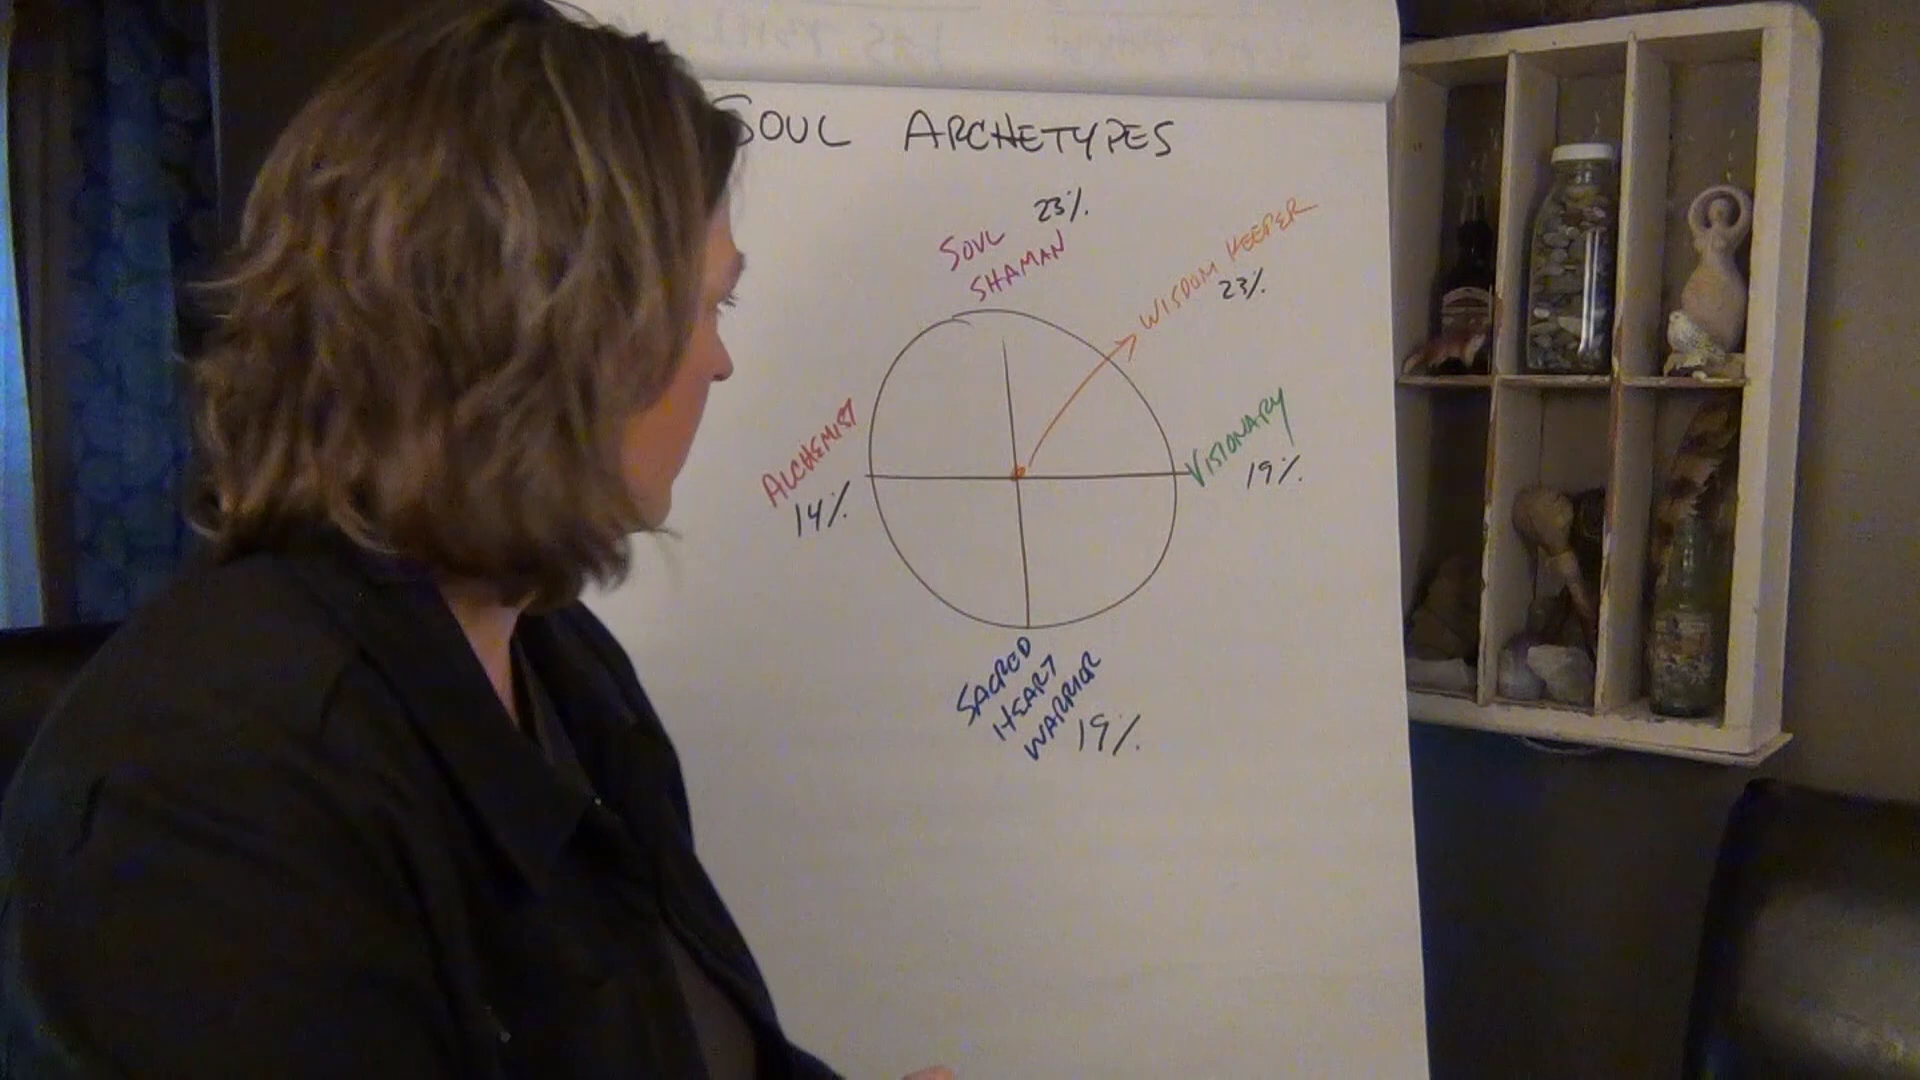 SOUL ARCHETYPES
23%
SOUL
SHAMAN
WISDOM KEEPER
23%
ALCHEMIST
14%
VISIONARY
19%
SACRED
HEART
WARRIOR
19%